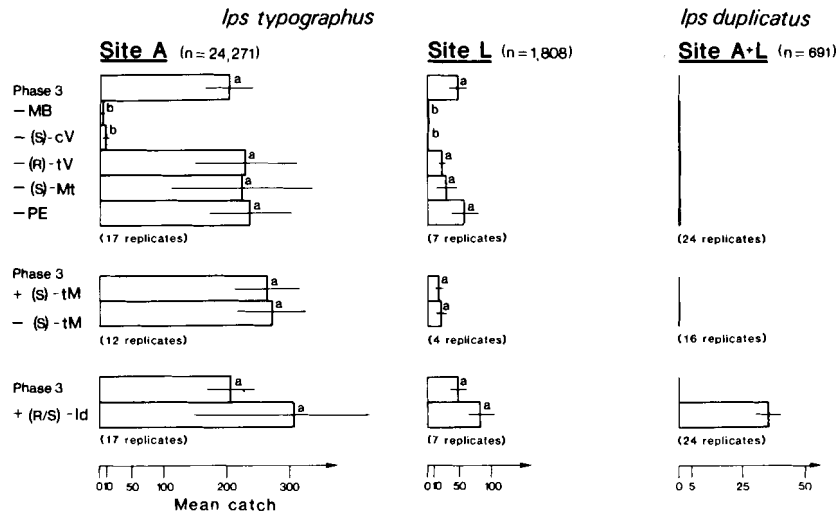 Ips typographus
Ips duplicatus
Site A (n = 24,271)
Site L (n = 1,808)
Site A+L (n = 691)
Phase 3
a
a
- MB
b
b
- (S)-cV
b
b
- (R)-tV
a
a
- (S)-Mt
a
a
- PE
a
a
(17 replicates)
(7 replicates)
(24 replicates)
Phase 3
+ (S)-tM
a
a
- (S)-tM
a
a
(12 replicates)
(4 replicates)
(16 replicates)
Phase 3
a
a
+ (R/S)-Id
a
a
(17 replicates)
(7 replicates)
(24 replicates)
0 10 50 100 200 300
0 10 50 100
0 5 25 50
Mean catch